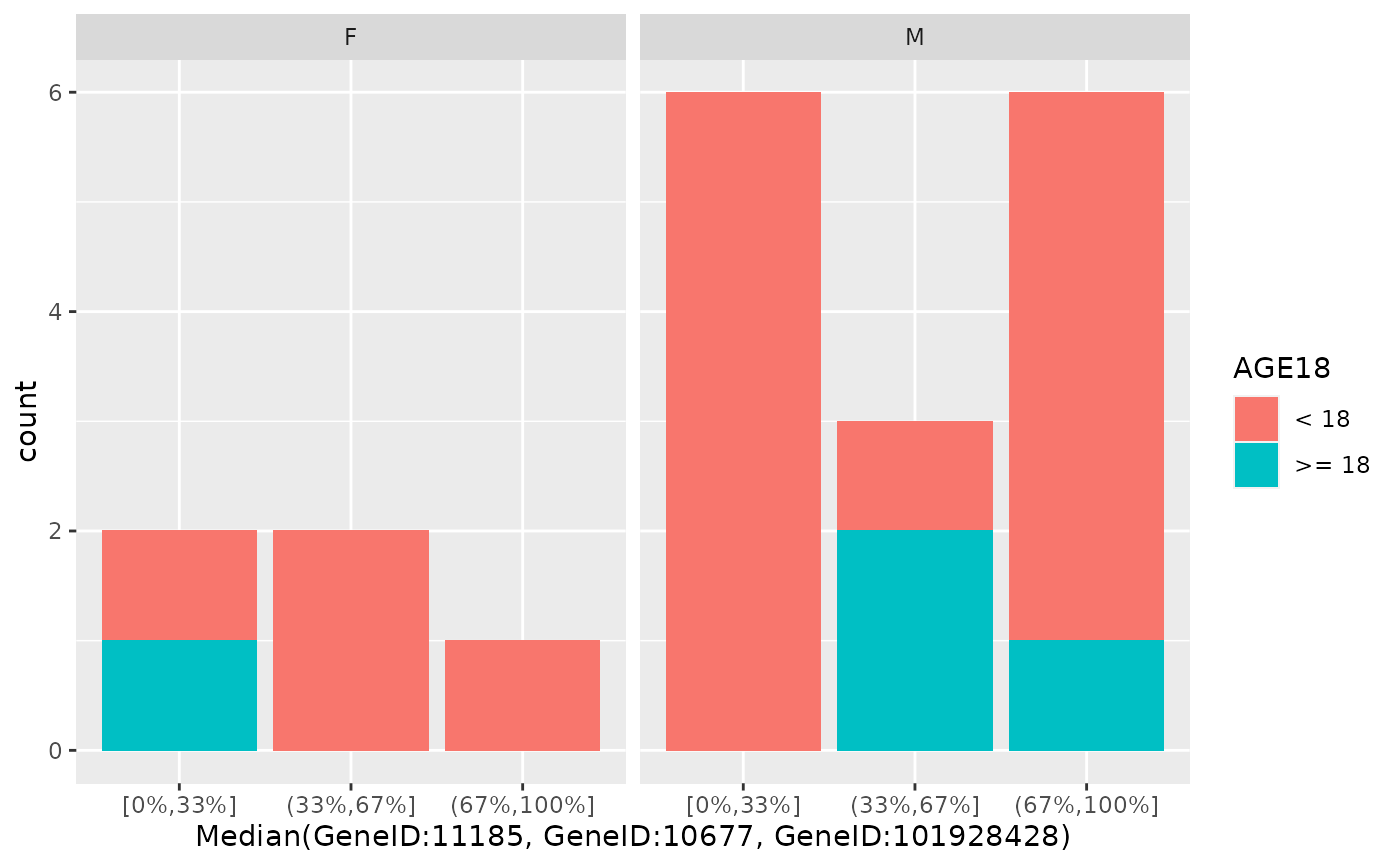 F
M
6
4
2
0
count
[0%,33%] (33%,67%] (67%,100%]
[0%,33%] (33%,67%] (67%,100%]
Median(GeneID:11185, GeneID:10677, GeneID:101928428)
AGE18
< 18
>= 18